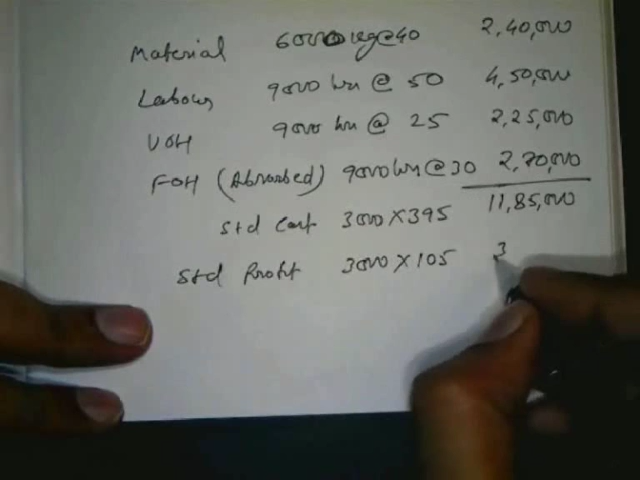 Material 6000 kg @ 40 2,40,000
Labour 9000 hrs @ 50 4,50,000
VOH 9000 hrs @ 25 2,25,000
FOH (Absorbed) 9000 hrs @ 30 2,70,000
Std Cost 3000 X 395 11,85,000
Std Profit 3000 X 105 3